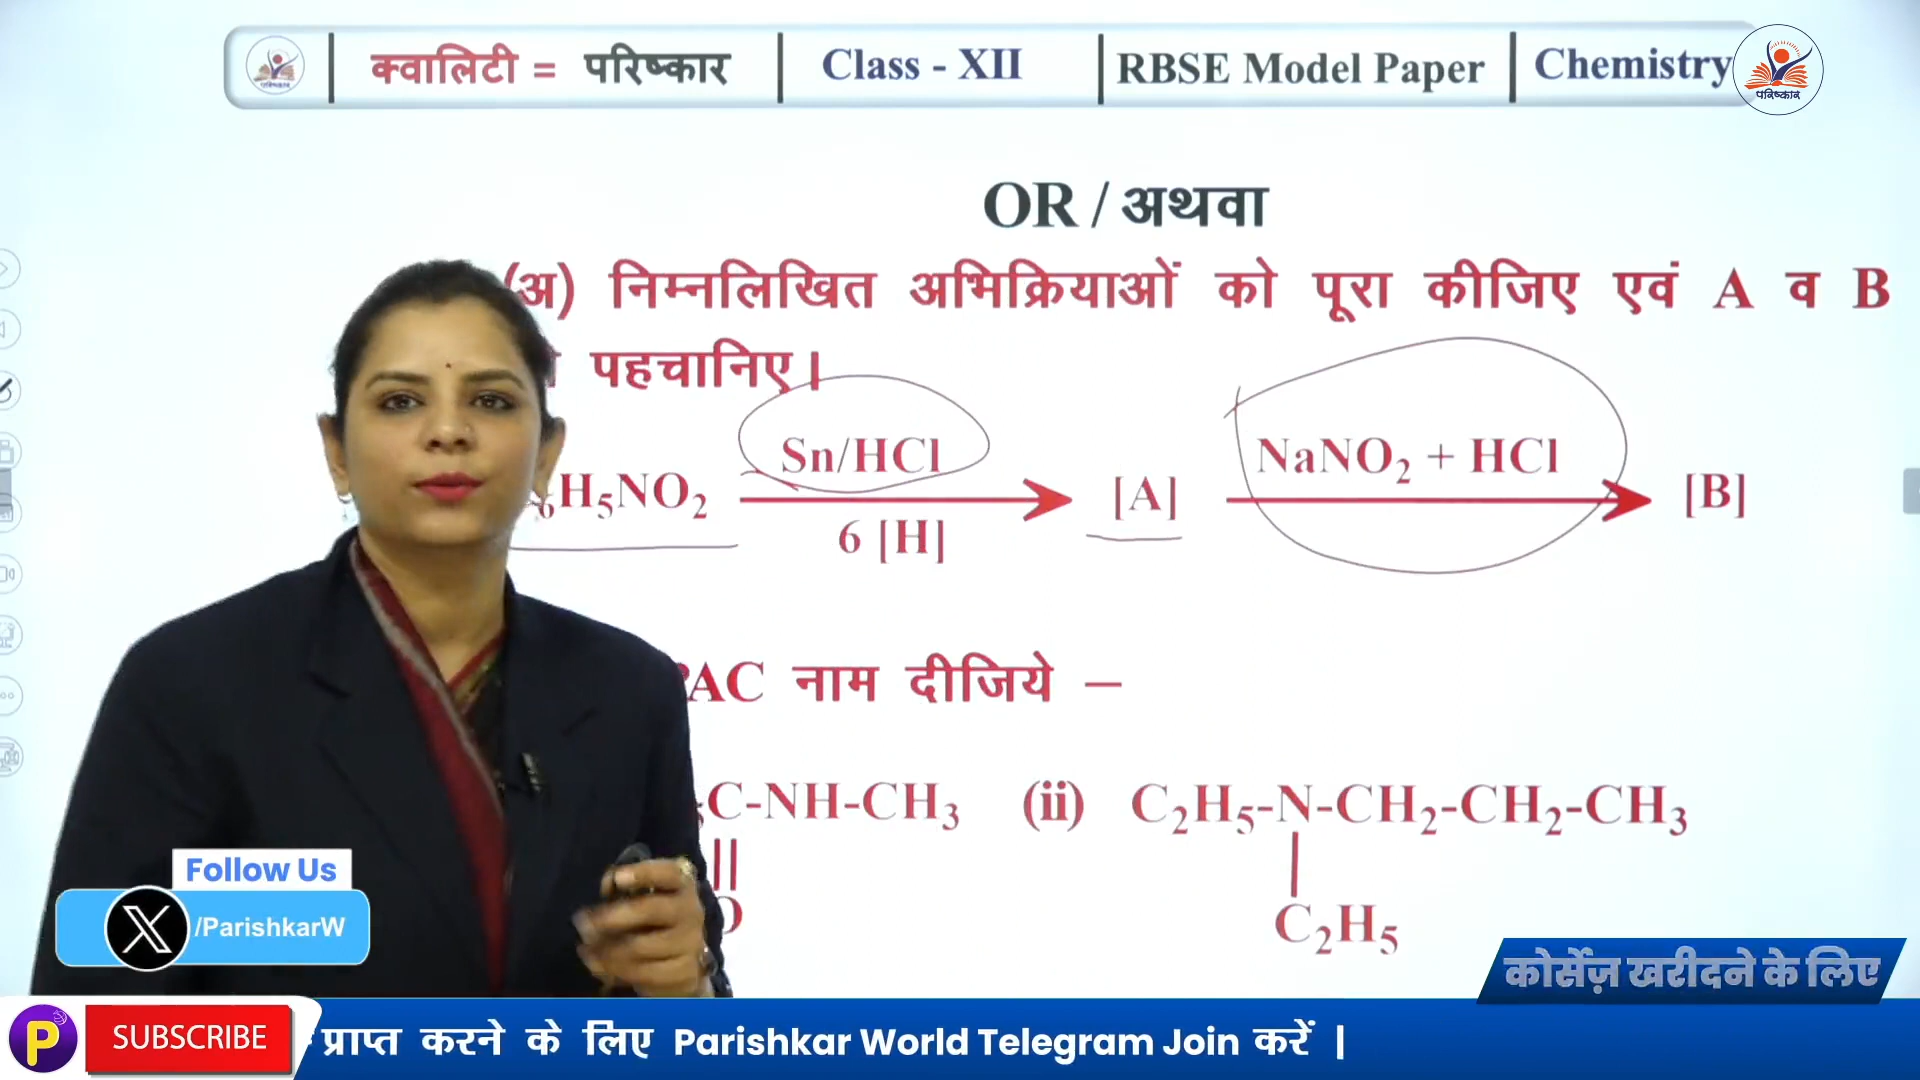 क्वालिटी = परिष्कार | Class - XII | RBSE Model Paper | Chemistry
परिष्कार
OR / अथवा
(अ) निम्नलिखित अभिक्रियाओं को पूरा कीजिए एवं A व B
पहचानिए।
₆H₅NO₂ Sn/HCl 6 [H] [A] NaNO₂ + HCl [B]
PAC नाम दीजिये –
C-NH-CH₃ (ii) C₂H₅-N-CH₂-CH₂-CH₃
O C₂H₅
Follow Us
X /ParishkarW
कोर्सेज़ खरीदने के लिए
P SUBSCRIBE प्राप्त करने के लिए Parishkar World Telegram Join करें |